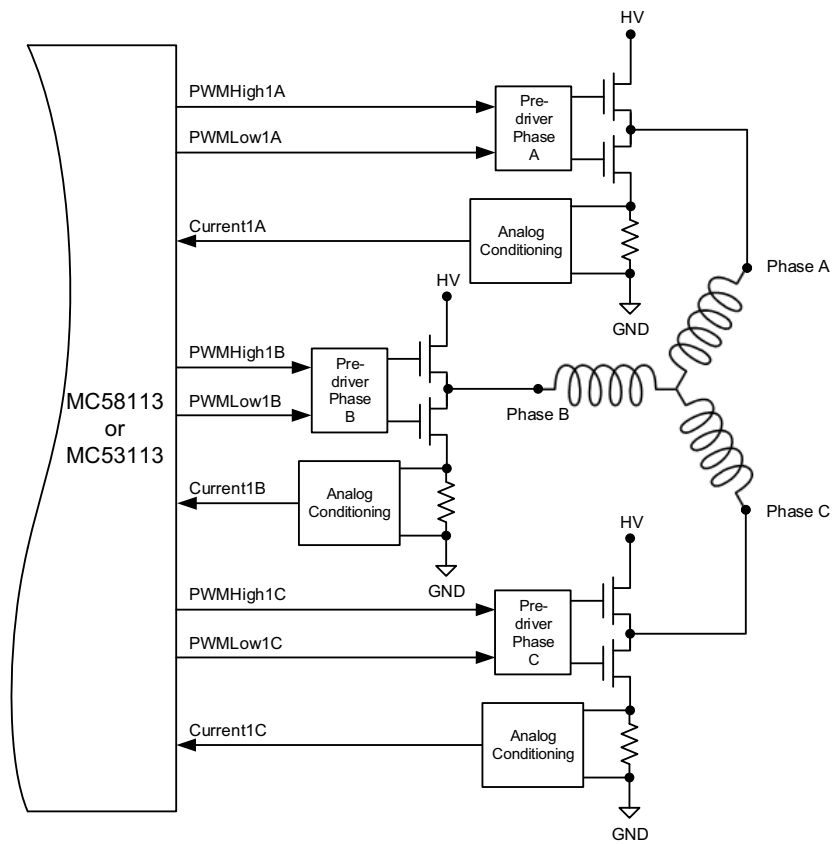 HV
PWMHigh1A
Pre-
driver
Phase
A
PWMLow1A
Current1A
Analog
Conditioning
Phase A
HV
GND
PWMHigh1B
Pre-
driver
Phase
B
MC58113
or
MC53113
PWMLow1B
Phase B
Current1B
Analog
Conditioning
Phase C
HV
GND
PWMHigh1C
Pre-
driver
Phase
C
PWMLow1C
Current1C
Analog
Conditioning
GND